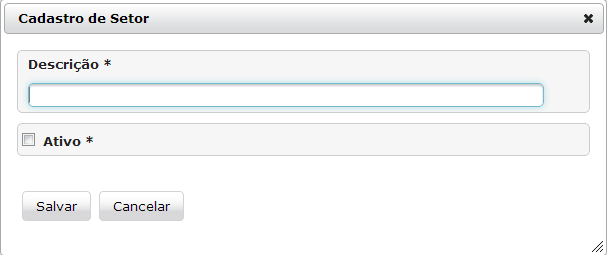 Cadastro de Setor
Descrição *
Ativo *
Salvar Cancelar